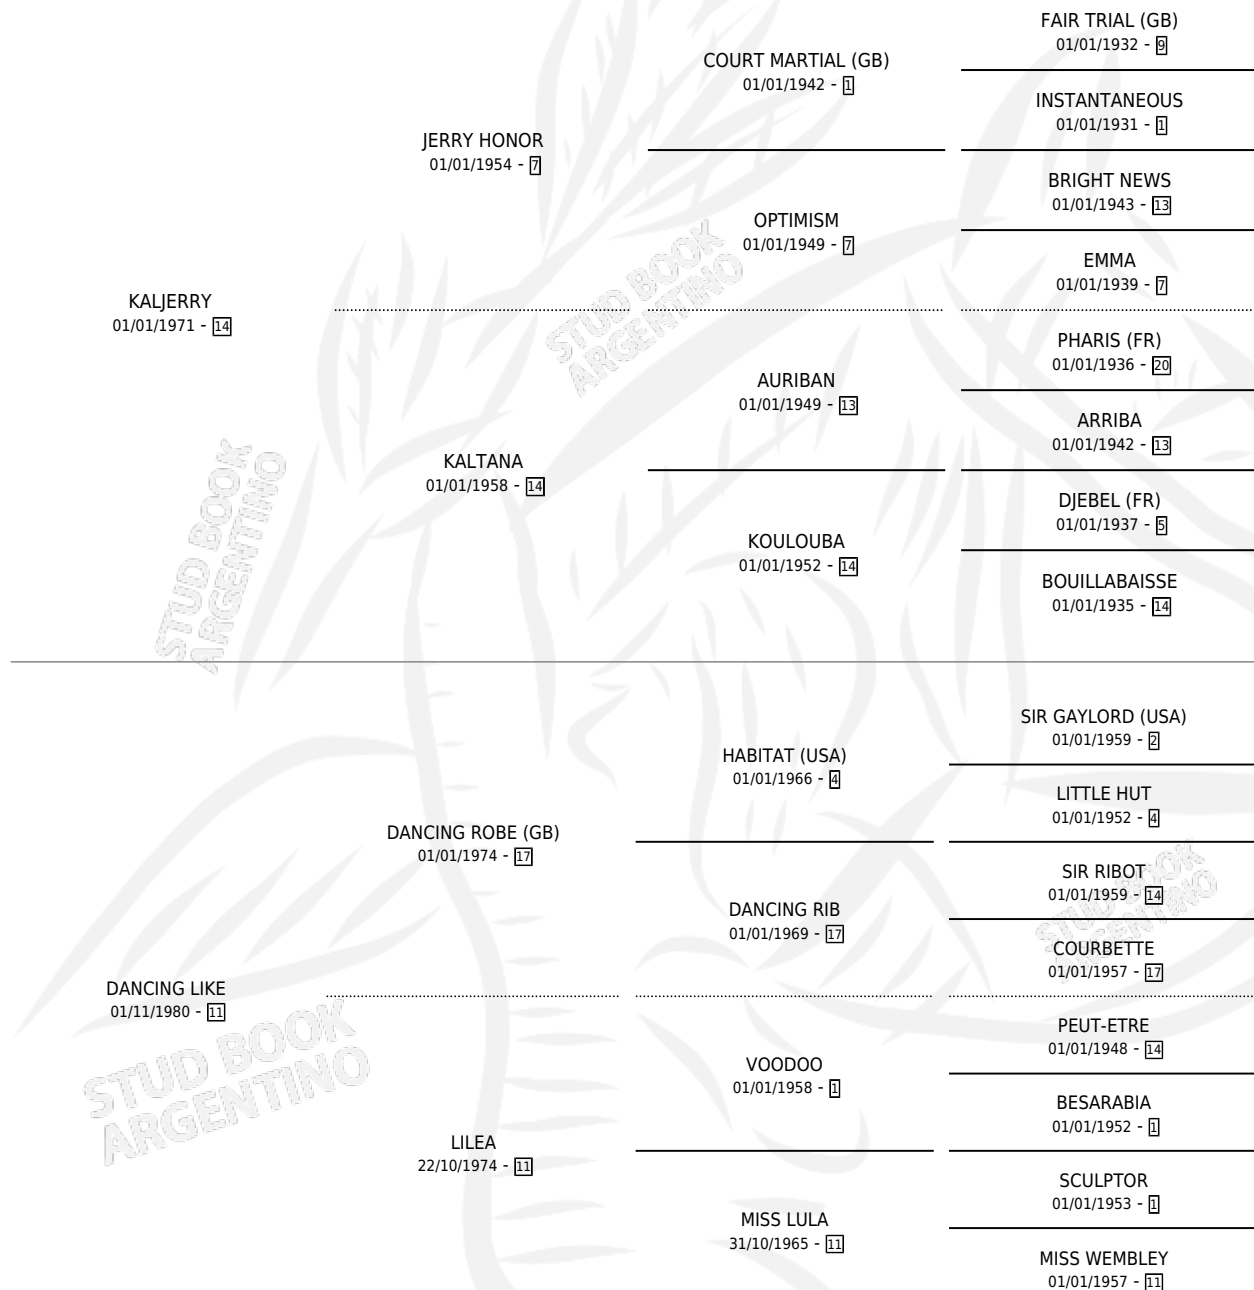 FAIR TRIAL (GB)
01/01/1932 - 9
COURT MARTIAL (GB)
01/01/1942 - 1
INSTANTANEOUS
01/01/1931 - 1
JERRY HONOR
01/01/1954 - 7
BRIGHT NEWS
01/01/1943 - 13
OPTIMISM
01/01/1949 - 7
EMMA
01/01/1939 - 7
KALJERRY
01/01/1971 - 14
PHARIS (FR)
01/01/1936 - 20
AURIBAN
01/01/1949 - 13
ARRIBA
01/01/1942 - 13
KALTANA
01/01/1958 - 14
DJEBEL (FR)
01/01/1937 - 5
KOULOUBA
01/01/1952 - 14
BOUILLABAISSE
01/01/1935 - 14
STUD BOOK
ARGENTINO
STUD BOOK
ARGENTINO
SIR GAYLORD (USA)
01/01/1959 - 2
HABITAT (USA)
01/01/1966 - 4
LITTLE HUT
01/01/1952 - 4
DANCING ROBE (GB)
01/01/1974 - 17
SIR RIBOT
01/01/1959 - 14
DANCING RIB
01/01/1969 - 17
COURBETTE
01/01/1957 - 17
STUD BOOK
ARGENTINO
DANCING LIKE
01/11/1980 - 11
PEUT-ETRE
01/01/1948 - 14
VOODOO
01/01/1958 - 1
BESARABIA
01/01/1952 - 1
LILEA
22/10/1974 - 11
SCULPTOR
01/01/1953 - 1
MISS LULA
31/10/1965 - 11
MISS WEMBLEY
01/01/1957 - 11
STUD BOOK
ARGENTINO